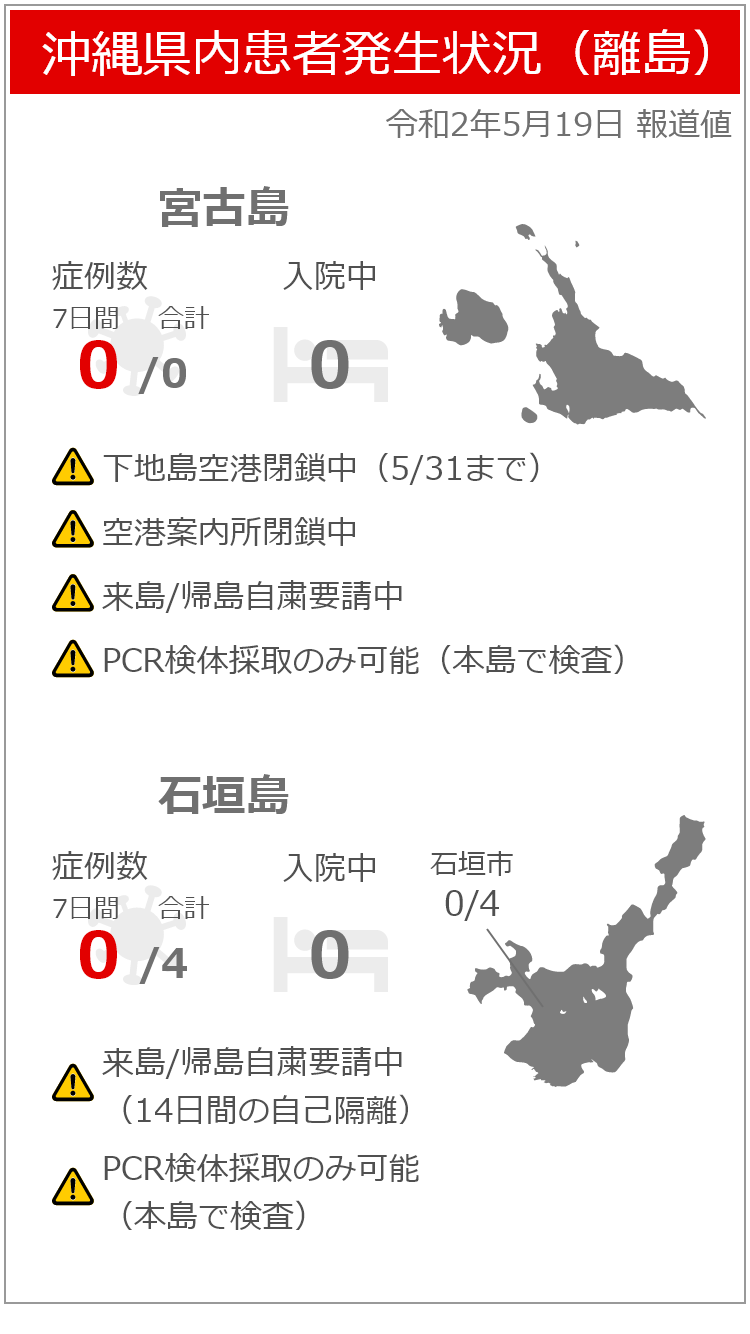 沖縄県内患者発生状況（離島）
令和2年5月19日 報道値
宮古島
症例数
7日間 合計
0 /0
入院中
0
下地島空港閉鎖中（5/31まで）
空港案内所閉鎖中
来島/帰島自粛要請中
PCR検体採取のみ可能（本島で検査）
石垣島
症例数
7日間 合計
0 /4
入院中
0
石垣市
0/4
来島/帰島自粛要請中
（14日間の自己隔離）
PCR検体採取のみ可能
（本島で検査）